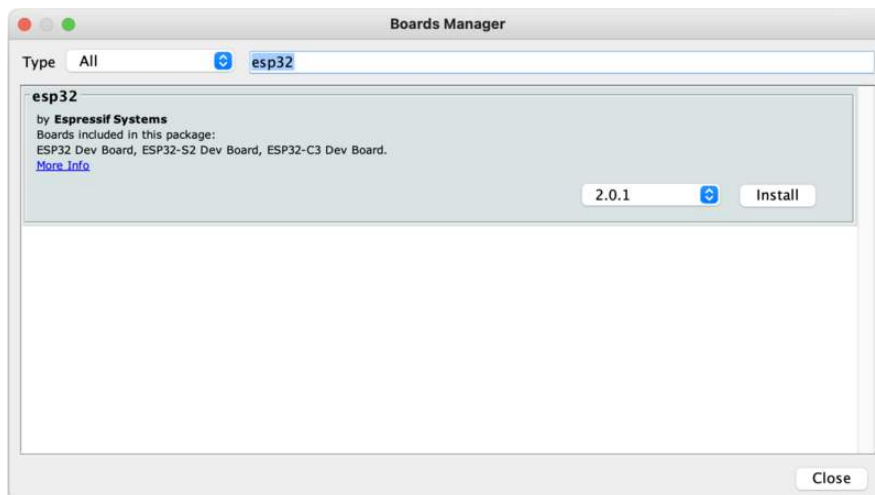 Boards Manager
Type All esp32
esp32
by Espressif Systems
Boards included in this package:
ESP32 Dev Board, ESP32-S2 Dev Board, ESP32-C3 Dev Board.
More Info
2.0.1 Install
Close